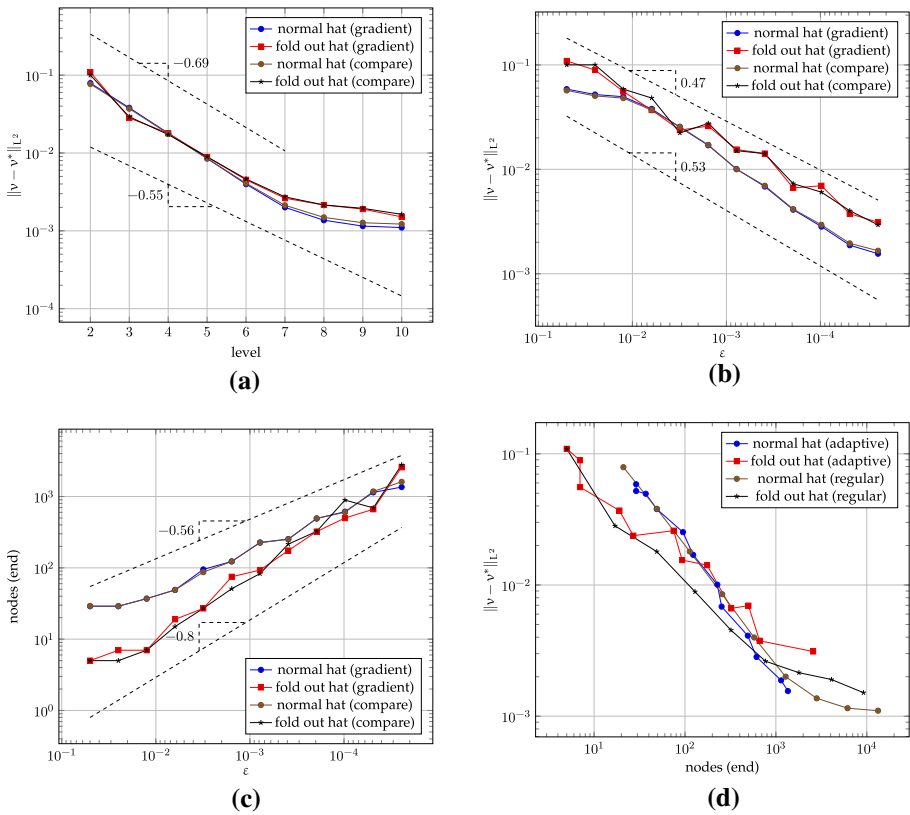 normal hat (gradient)
fold out hat (gradient)
normal hat (compare)
fold out hat (compare)
−0.69
−0.55
10⁻¹
10⁻²
10⁻³
10⁻⁴
‖v − v*‖L²
2 3 4 5 6 7 8 9 10
level
(a)
normal hat (gradient)
fold out hat (gradient)
normal hat (compare)
fold out hat (compare)
0.47
0.53
10⁻¹
10⁻²
10⁻³
‖v − v*‖L²
10⁻¹ 10⁻² 10⁻³ 10⁻⁴
ε
(b)
−0.56
−0.8
10³
10²
10¹
10⁰
nodes (end)
normal hat (gradient)
fold out hat (gradient)
normal hat (compare)
fold out hat (compare)
10⁻¹ 10⁻² 10⁻³ 10⁻⁴
ε
(c)
normal hat (adaptive)
fold out hat (adaptive)
normal hat (regular)
fold out hat (regular)
10⁻¹
10⁻²
10⁻³
‖v − v*‖L²
10¹ 10² 10³ 10⁴
nodes (end)
(d)